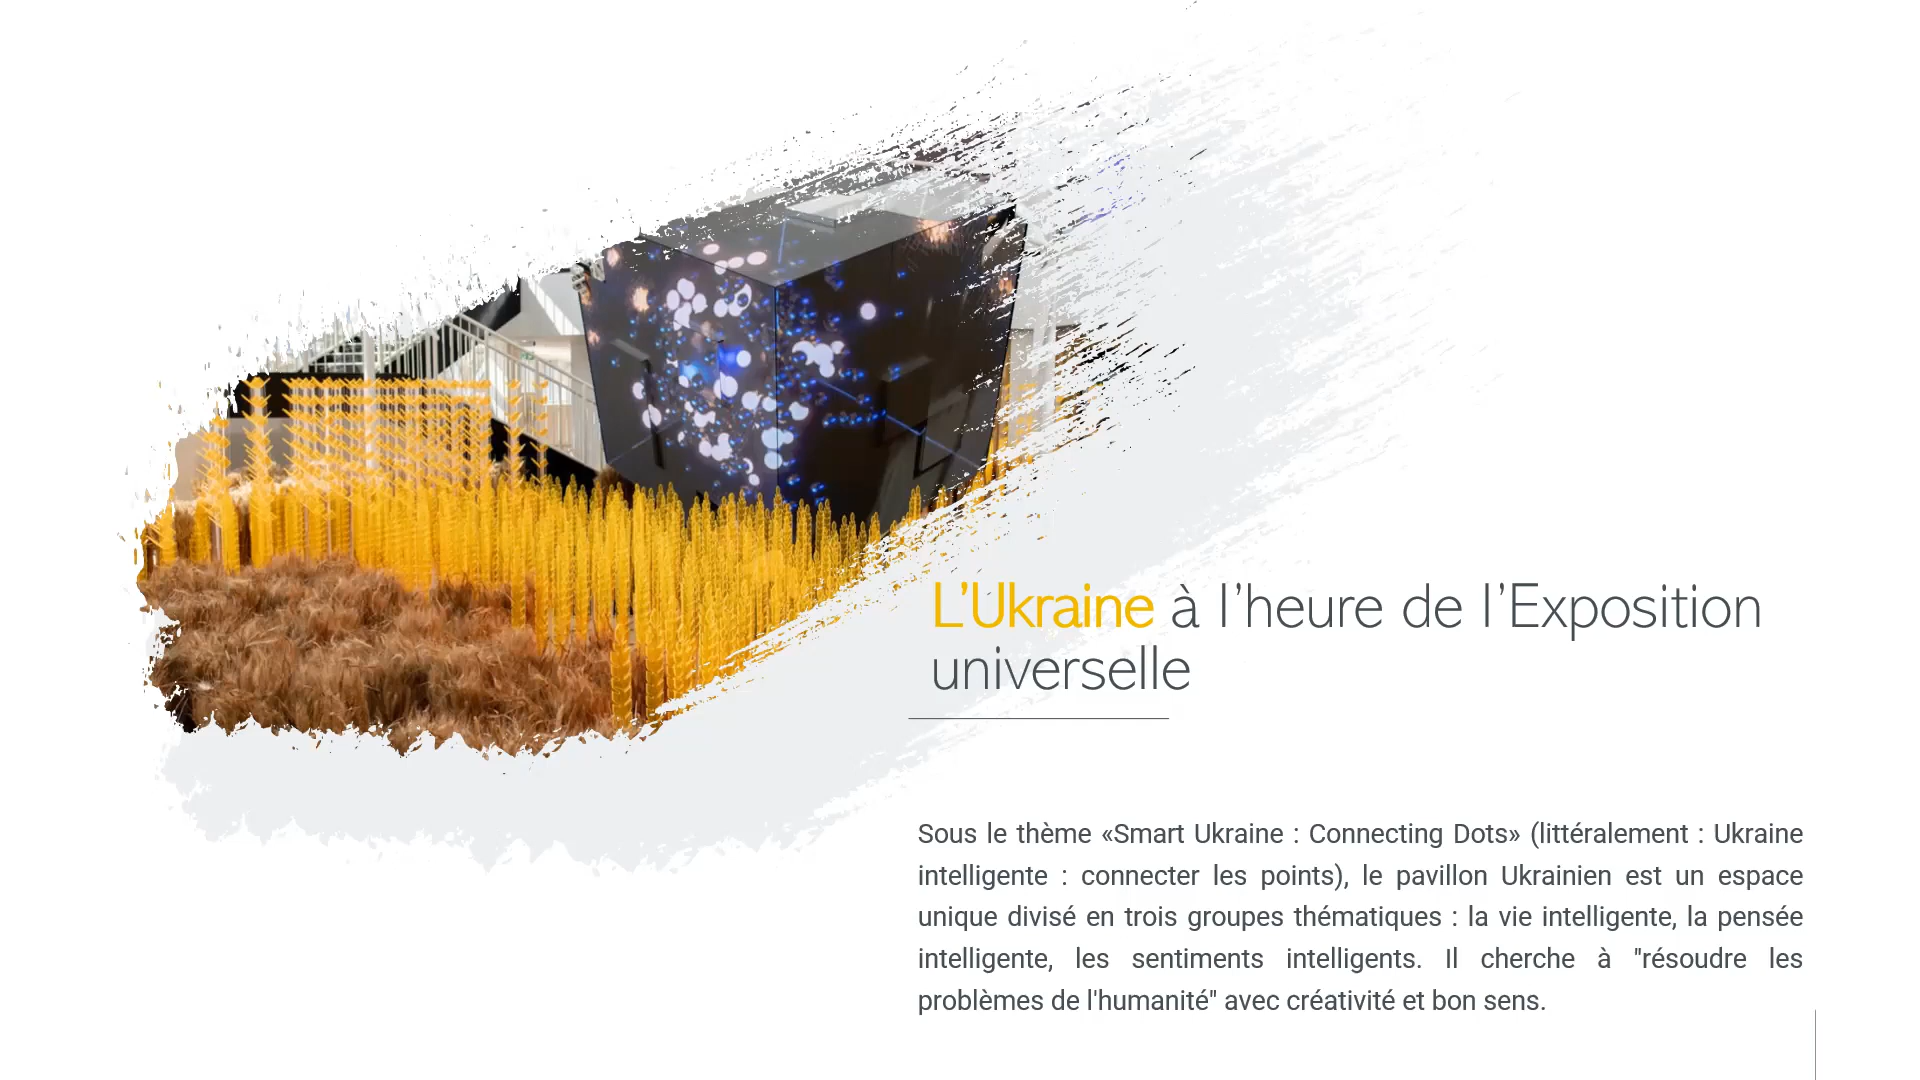 L’Ukraine à l’heure de l’Exposition
universelle
Sous le thème «Smart Ukraine : Connecting Dots» (littéralement : Ukraine
intelligente : connecter les points), le pavillon Ukrainien est un espace
unique divisé en trois groupes thématiques : la vie intelligente, la pensée
intelligente, les sentiments intelligents. Il cherche à "résoudre les
problèmes de l'humanité" avec créativité et bon sens.